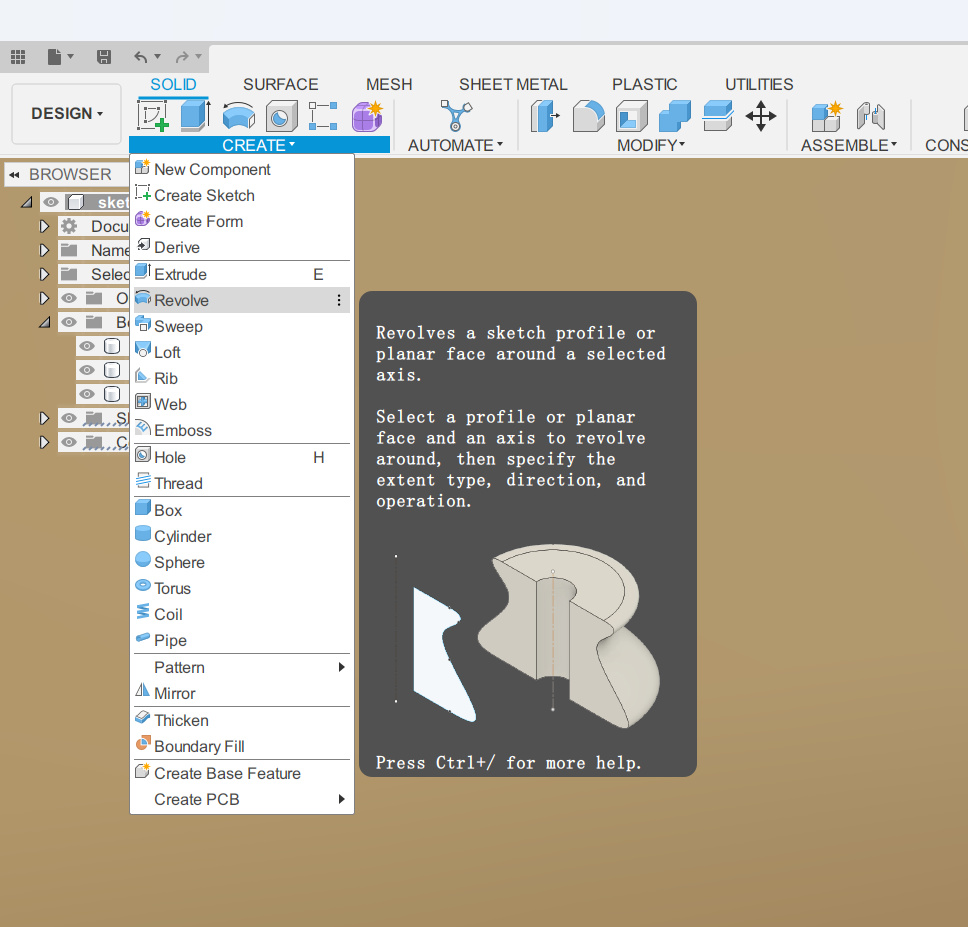 SOLID SURFACE MESH SHEET METAL PLASTIC UTILITIES
DESIGN
CREATE AUTOMATE MODIFY ASSEMBLE CONS
BROWSER
sket
Docu
Name
Selec
O
Bo
Sk
C
New Component
Create Sketch
Create Form
Derive
Extrude E
Revolve
Sweep
Loft
Rib
Web
Emboss
Hole H
Thread
Box
Cylinder
Sphere
Torus
Coil
Pipe
Pattern
Mirror
Thicken
Boundary Fill
Create Base Feature
Create PCB
Revolves a sketch profile or
planar face around a selected
axis.
Select a profile or planar
face and an axis to revolve
around, then specify the
extent type, direction, and
operation.
Press Ctrl+/ for more help.